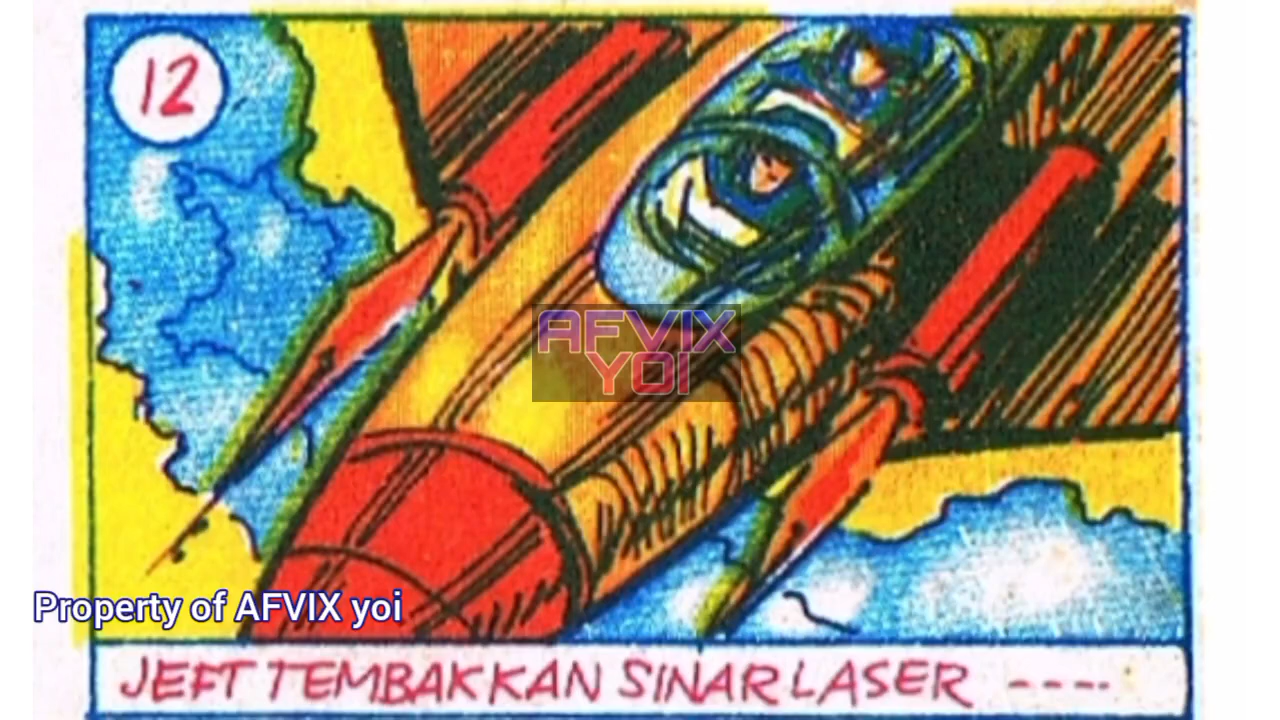 12
AFVIX
YOI
Property of AFVIX yoi
JEFT TEMBAKKAN SINAR LASER ----